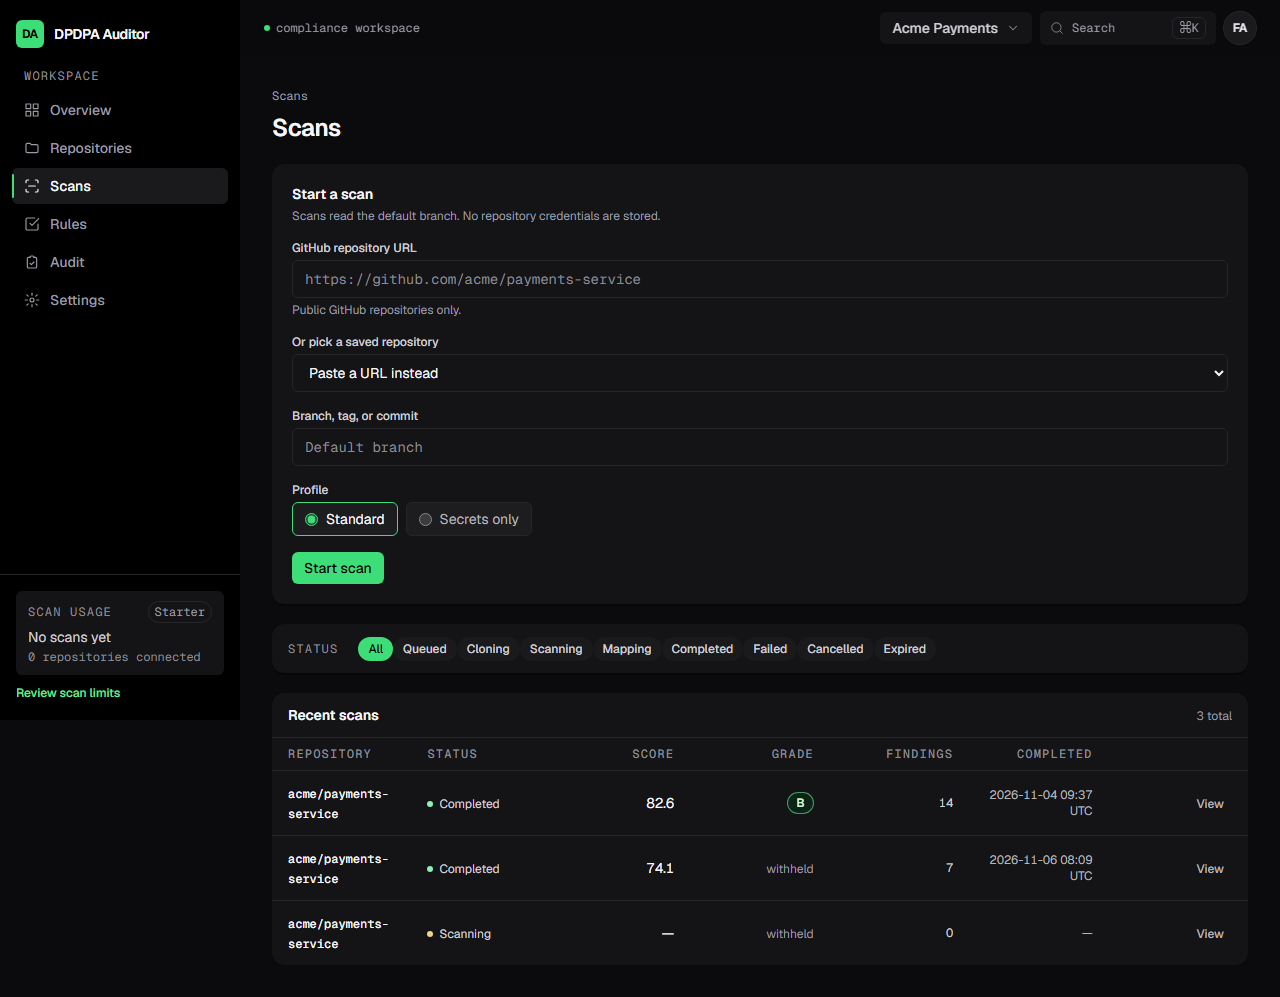 DA
DPDPA Auditor
WORKSPACE
Overview
Repositories
Scans
Rules
Audit
Settings
SCAN USAGE
Starter
No scans yet
0 repositories connected
Review scan limits
compliance workspace
Acme Payments
Search
⌘K
FA
Scans
Scans
Start a scan
Scans read the default branch. No repository credentials are stored.
GitHub repository URL
https://github.com/acme/payments-service
Public GitHub repositories only.
Or pick a saved repository
Paste a URL instead
Branch, tag, or commit
Default branch
Profile
Standard
Secrets only
Start scan
STATUS All Queued Cloning Scanning Mapping Completed Failed Cancelled Expired
Recent scans
3 total
REPOSITORY STATUS SCORE GRADE FINDINGS COMPLETED
acme/payments-
service
Completed 82.6 B 14
2026-11-04 09:37
UTC
View
acme/payments-
service
Completed 74.1 withheld 7
2026-11-06 08:09
UTC
View
acme/payments-
service
Scanning — withheld 0 — View